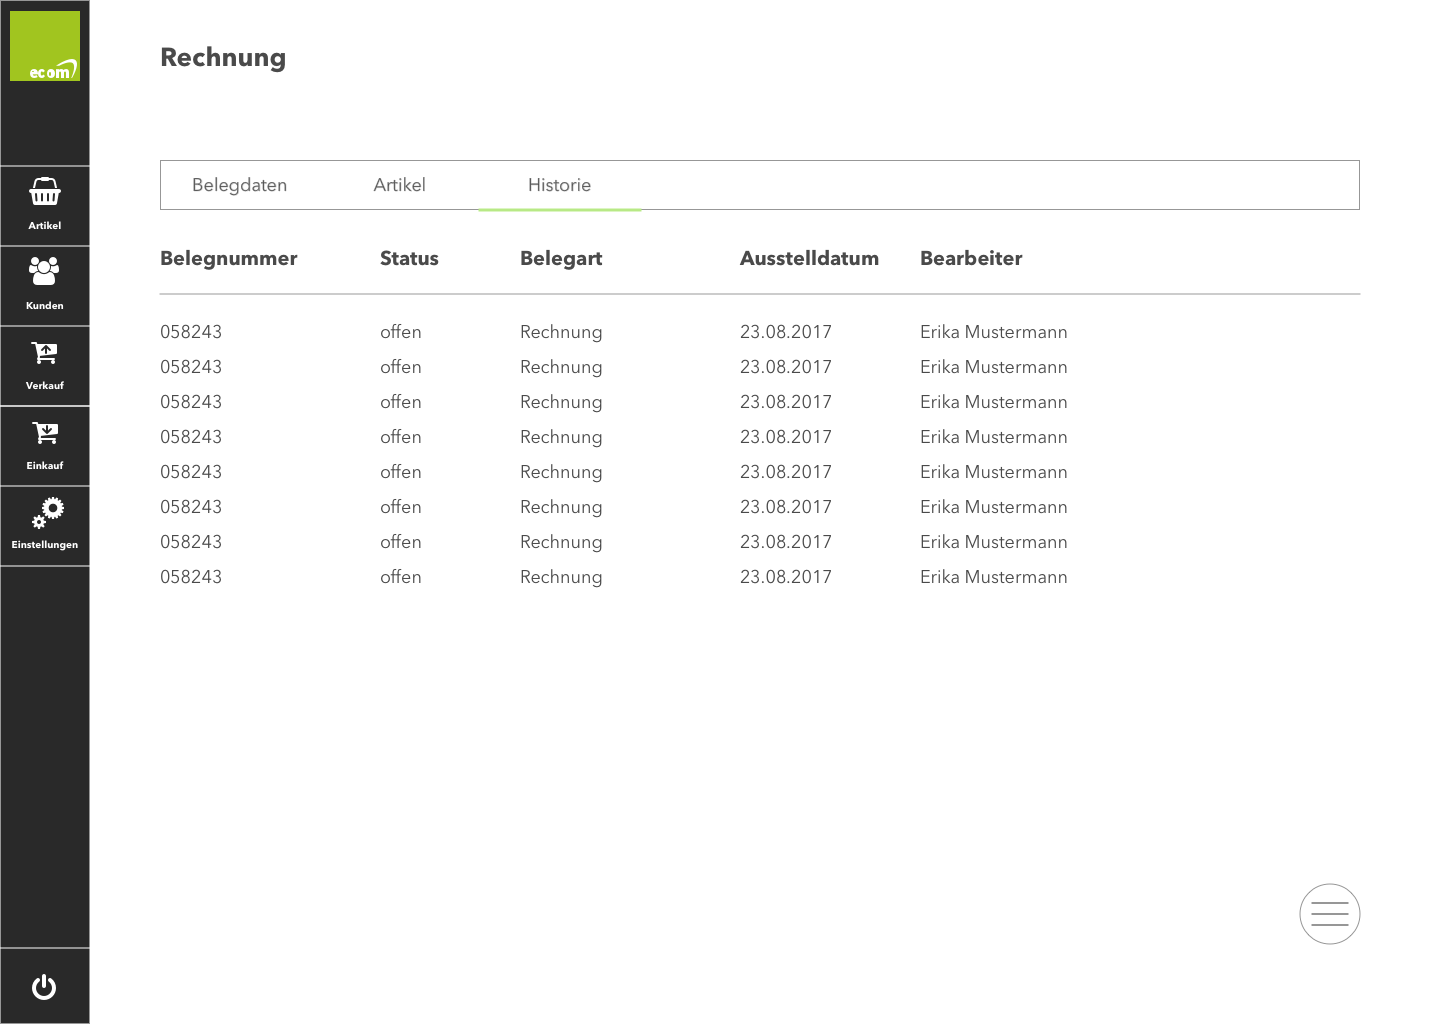 ecom
Rechnung
Artikel
Kunden
Verkauf
Einkauf
Einstellungen
Belegdaten Artikel Historie
Belegnummer Status Belegart Ausstelldatum Bearbeiter
058243 offen Rechnung 23.08.2017 Erika Mustermann
058243 offen Rechnung 23.08.2017 Erika Mustermann
058243 offen Rechnung 23.08.2017 Erika Mustermann
058243 offen Rechnung 23.08.2017 Erika Mustermann
058243 offen Rechnung 23.08.2017 Erika Mustermann
058243 offen Rechnung 23.08.2017 Erika Mustermann
058243 offen Rechnung 23.08.2017 Erika Mustermann
058243 offen Rechnung 23.08.2017 Erika Mustermann